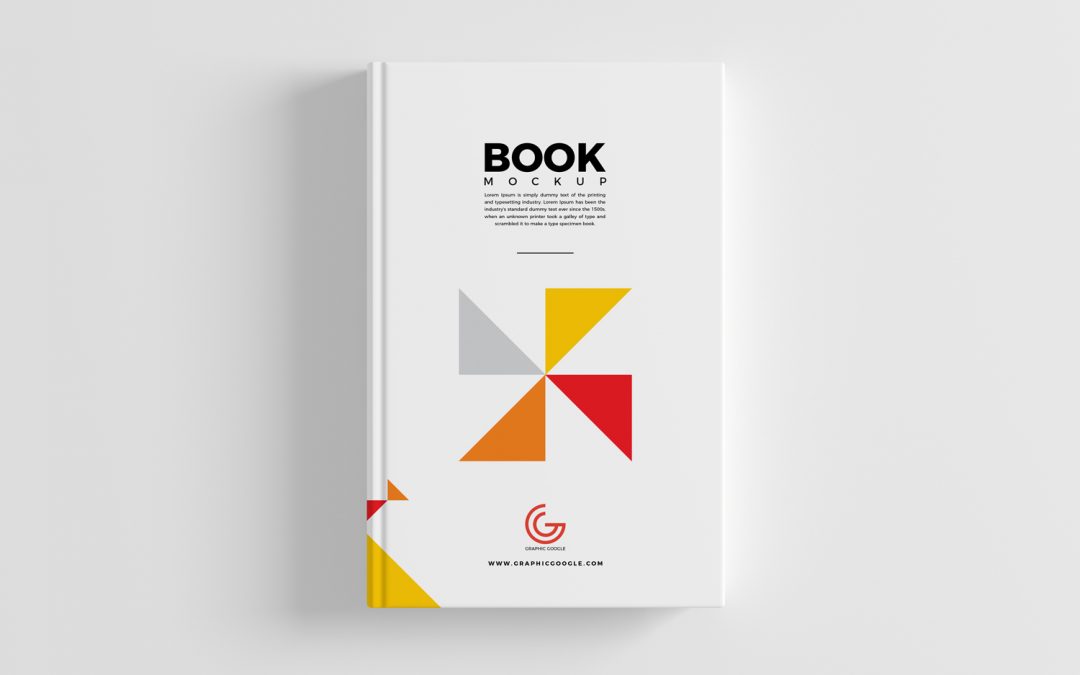 BOOK
MOCKUP
Lorem Ipsum is simply dummy text of the printing
and typesetting industry. Lorem Ipsum has been the
industry's standard dummy text ever since the 1500s,
when an unknown printer took a galley of type and
scrambled it to make a type specimen book.
GRAPHIC GOOGLE
WWW.GRAPHICGOOGLE.COM